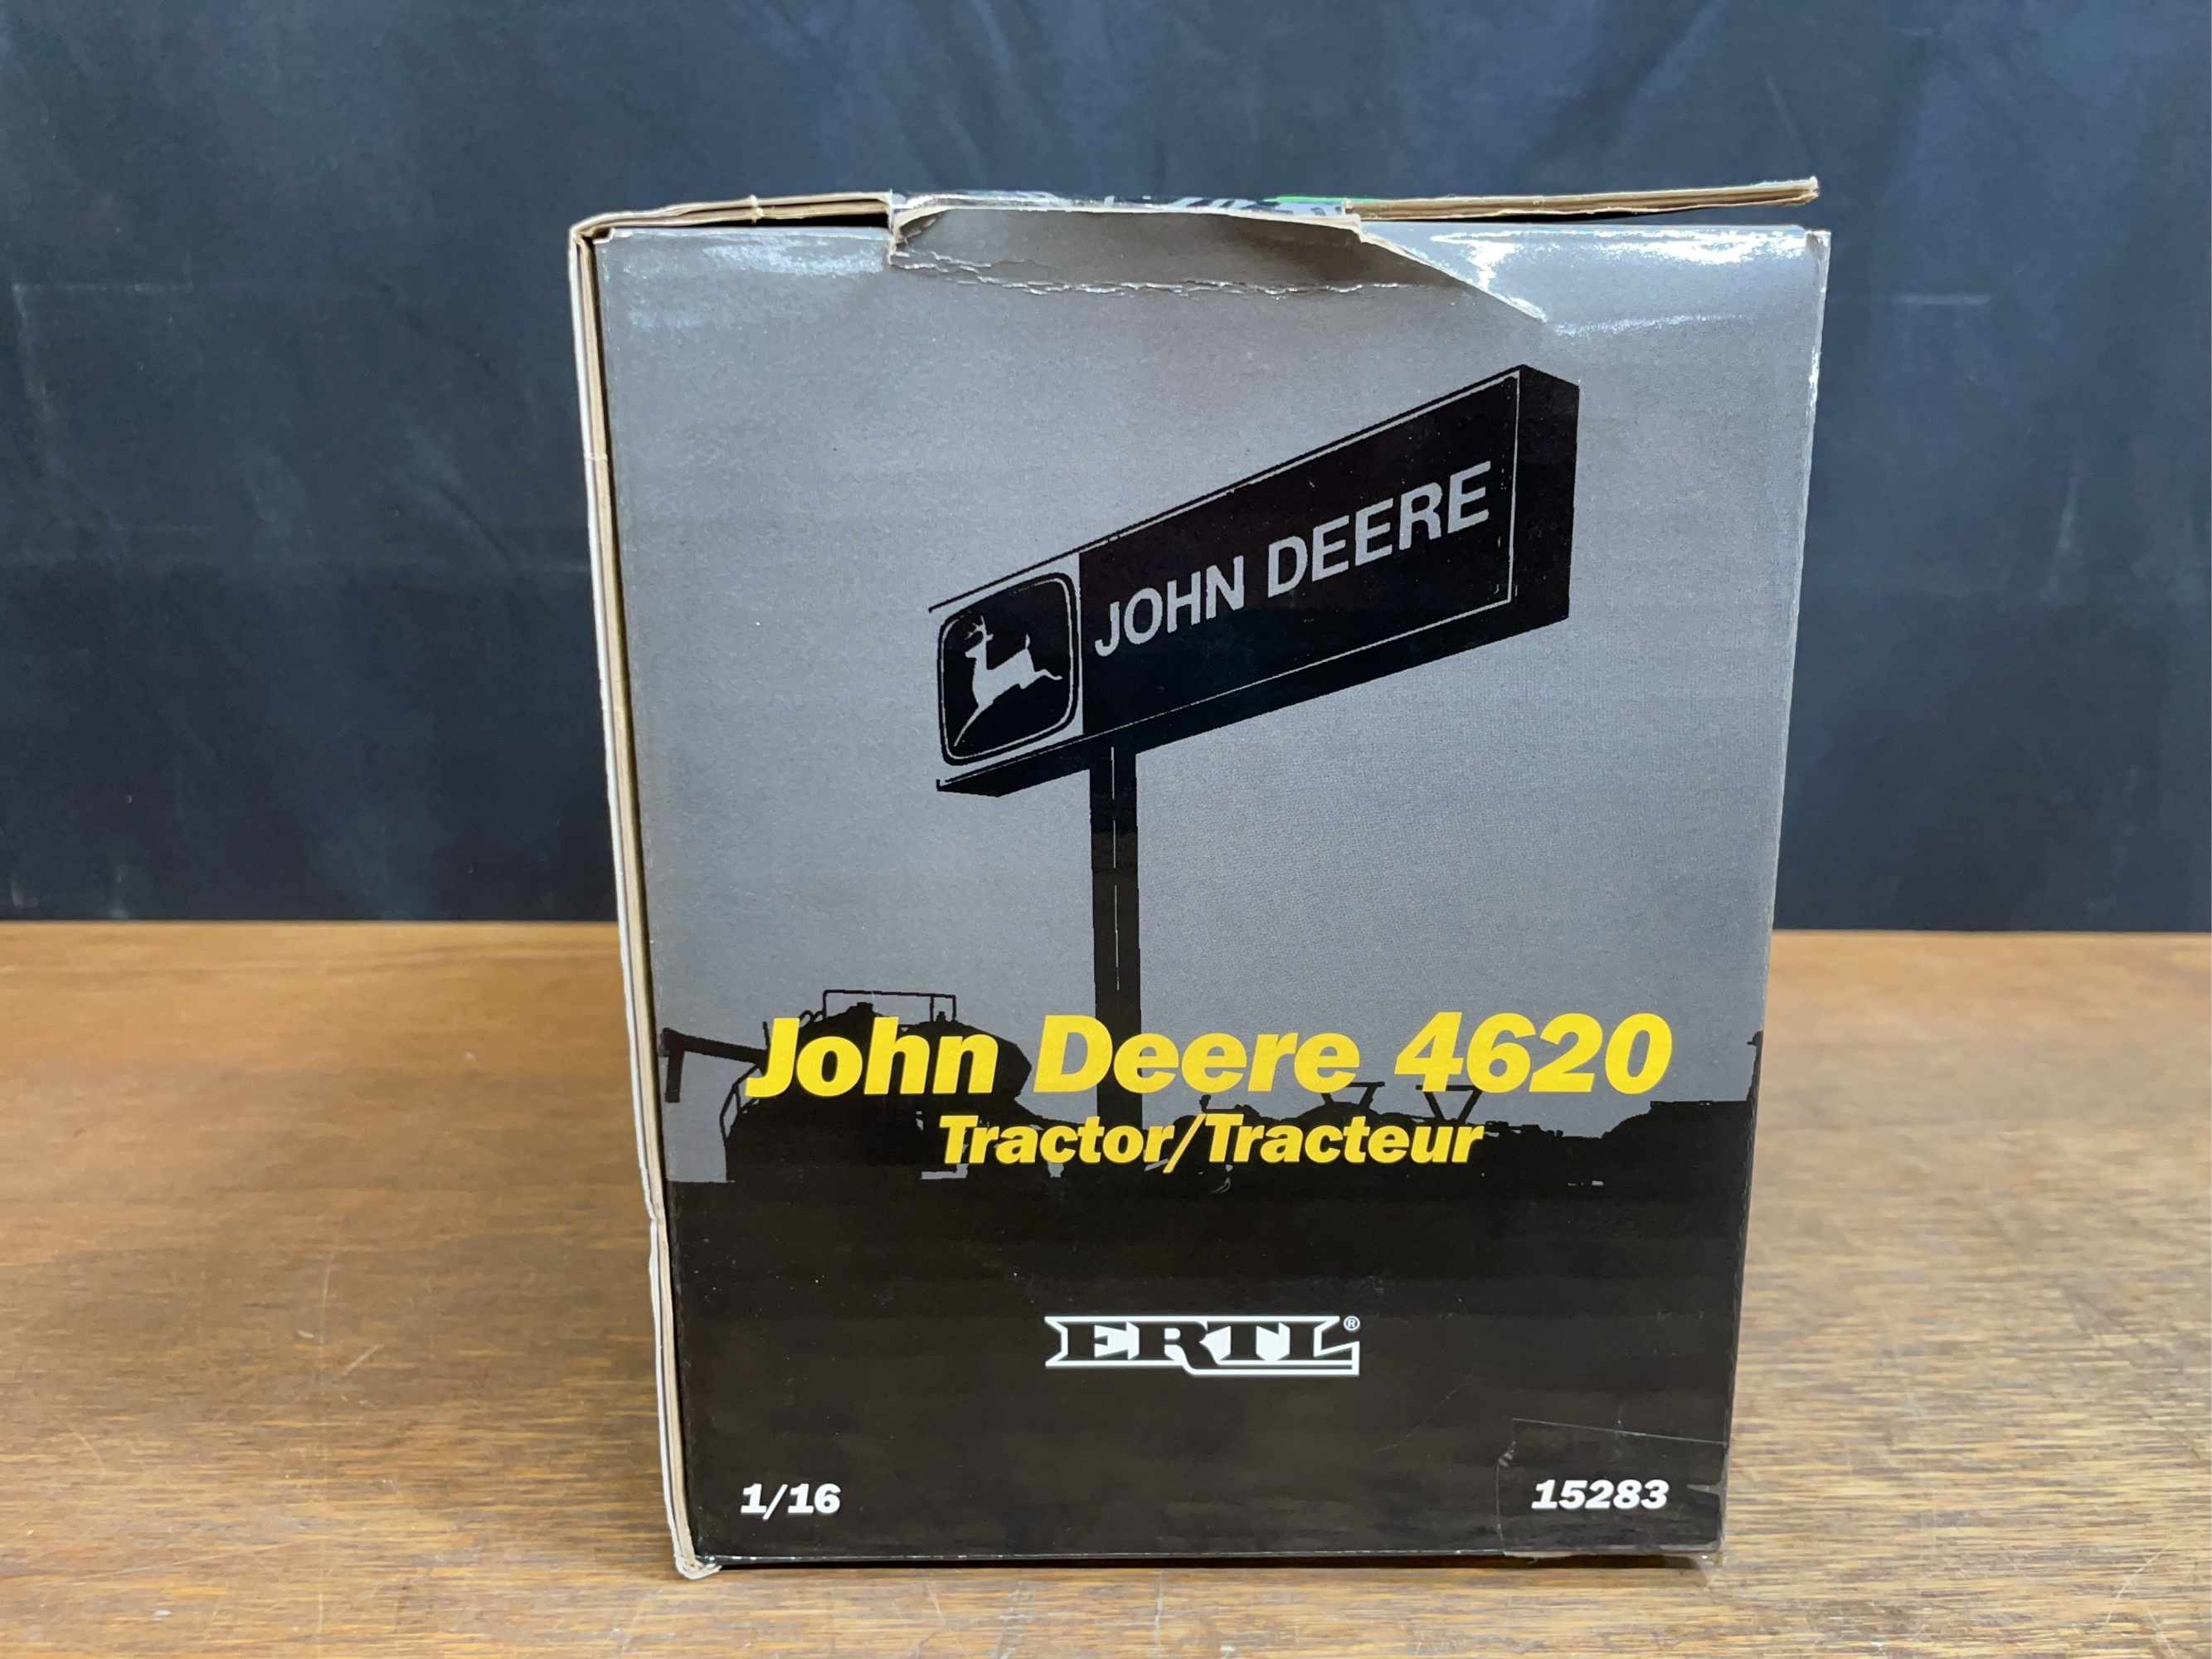 JOHN DEERE
John Deere 4620
Tractor/Tracteur
ERTL®
1/16
15283